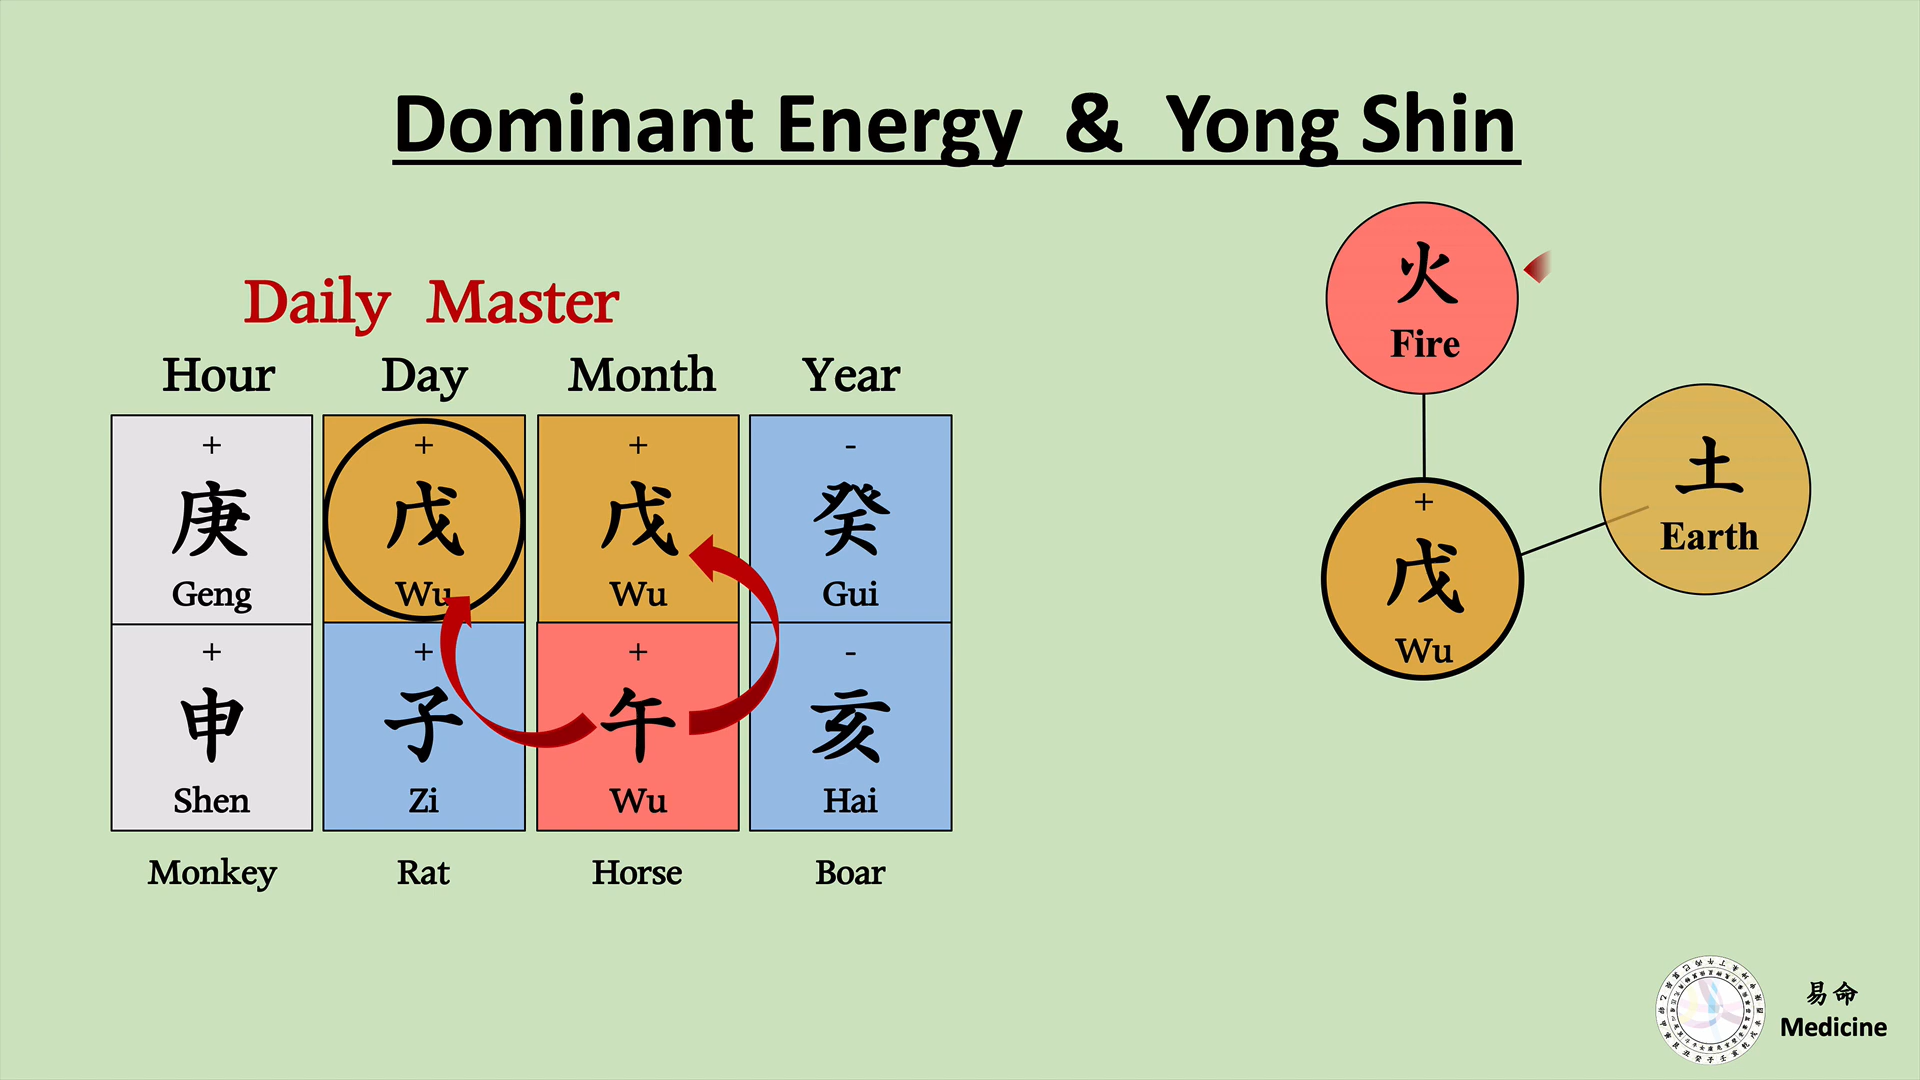 Dominant Energy & Yong Shin
Daily Master
Hour Day Month Year
+ + + -
庚 戊 戊 癸
Geng Wu Wu Gui
+ + + -
申 子 午 亥
Shen Zi Wu Hai
Monkey Rat Horse Boar
火
Fire
土
Earth
+
戊
Wu
易命
Medicine